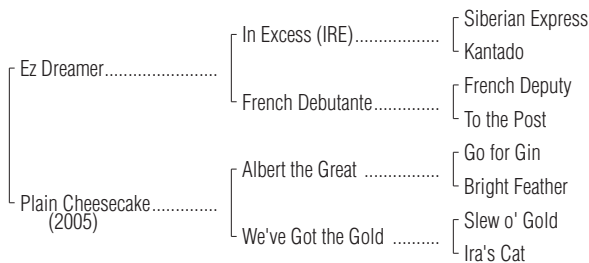 Siberian Express
In Excess (IRE)..................
Kantado
Ez Dreamer........................
French Deputy
French Debutante..............
To the Post
Go for Gin
Albert the Great ................
Bright Feather
Plain Cheesecake..............
(2005)
Slew o' Gold
We've Got the Gold ..........
Ira's Cat